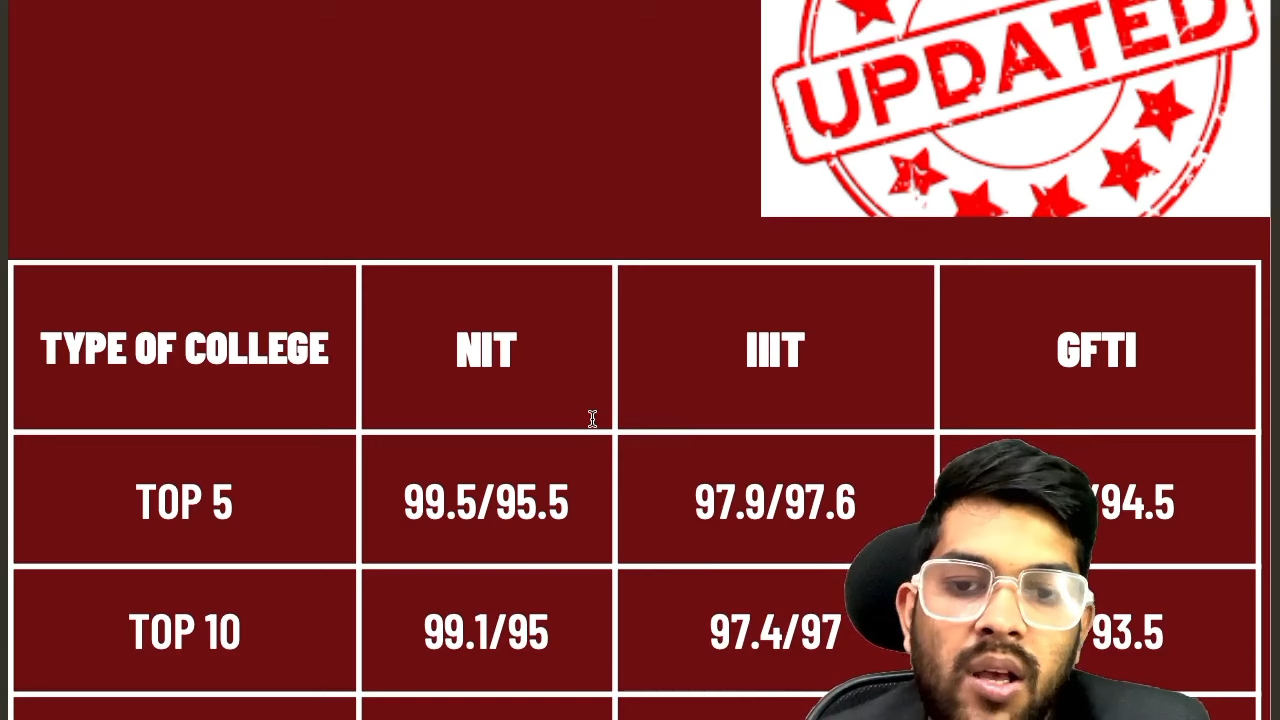 UPDATED
TYPE OF COLLEGE NIT IIIT GFTI
TOP 5 99.5/95.5 97.9/97.6 /94.5
TOP 10 99.1/95 97.4/97 93.5